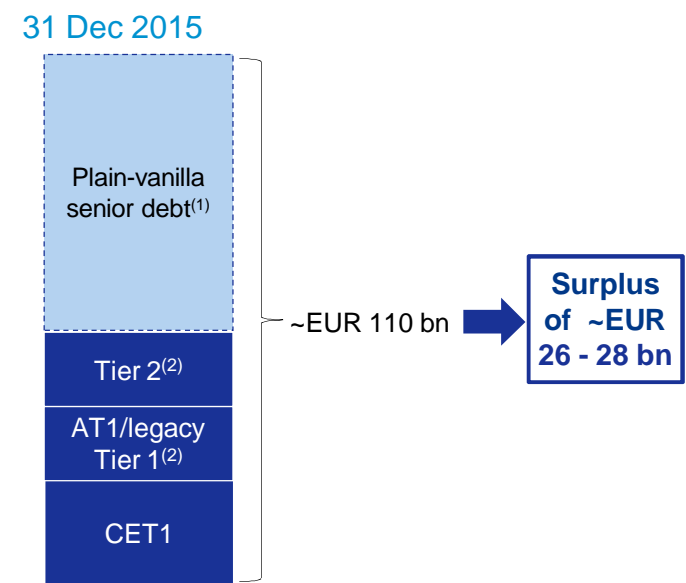 31 Dec 2015
Plain-vanilla
senior debt(1)
~EUR 110 bn
Surplus
of ~EUR
26 - 28 bn
Tier 2(2)
AT1/legacy
Tier 1(2)
CET1